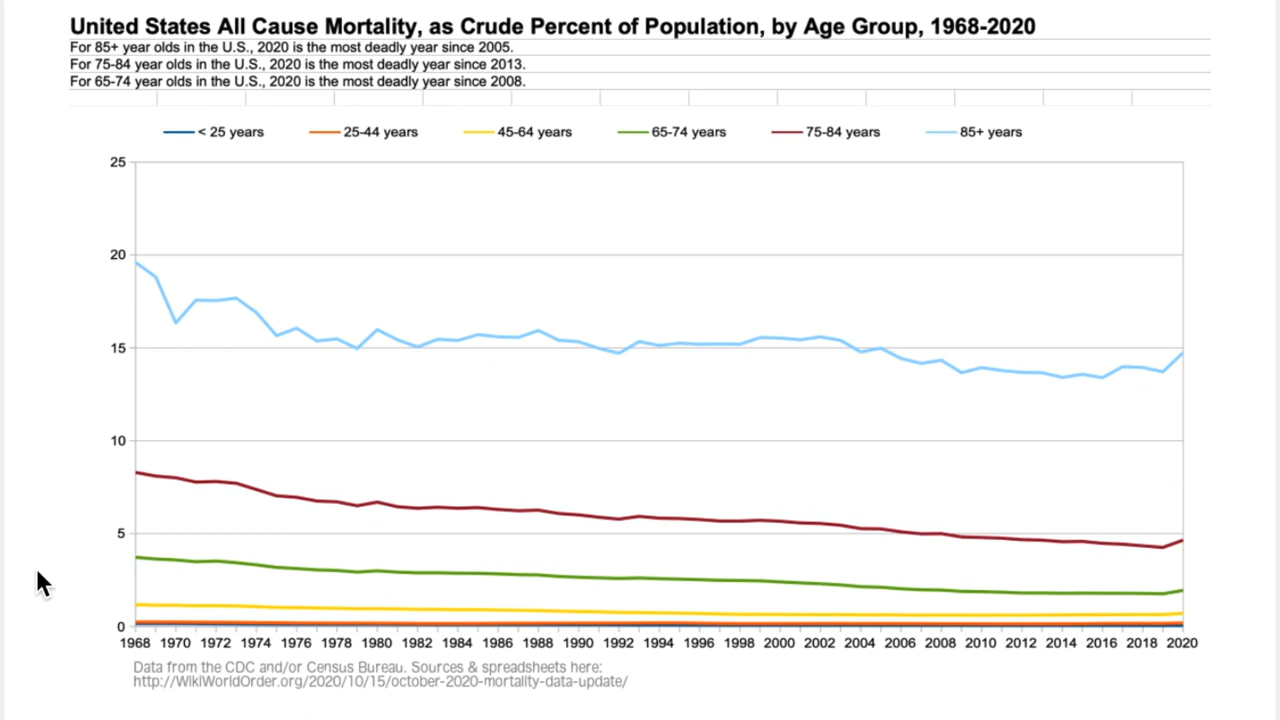 United States All Cause Mortality, as Crude Percent of Population, by Age Group, 1968-2020
For 85+ year olds in the U.S., 2020 is the most deadly year since 2005.
For 75-84 year olds in the U.S., 2020 is the most deadly year since 2013.
For 65-74 year olds in the U.S., 2020 is the most deadly year since 2008.
< 25 years 25-44 years 45-64 years 65-74 years 75-84 years 85+ years
25
20
15
10
5
0
1968 1970 1972 1974 1976 1978 1980 1982 1984 1986 1988 1990 1992 1994 1996 1998 2000 2002 2004 2006 2008 2010 2012 2014 2016 2018 2020
Data from the CDC and/or Census Bureau. Sources & spreadsheets here:
http://WikiWorldOrder.org/2020/10/15/october-2020-mortality-data-update/